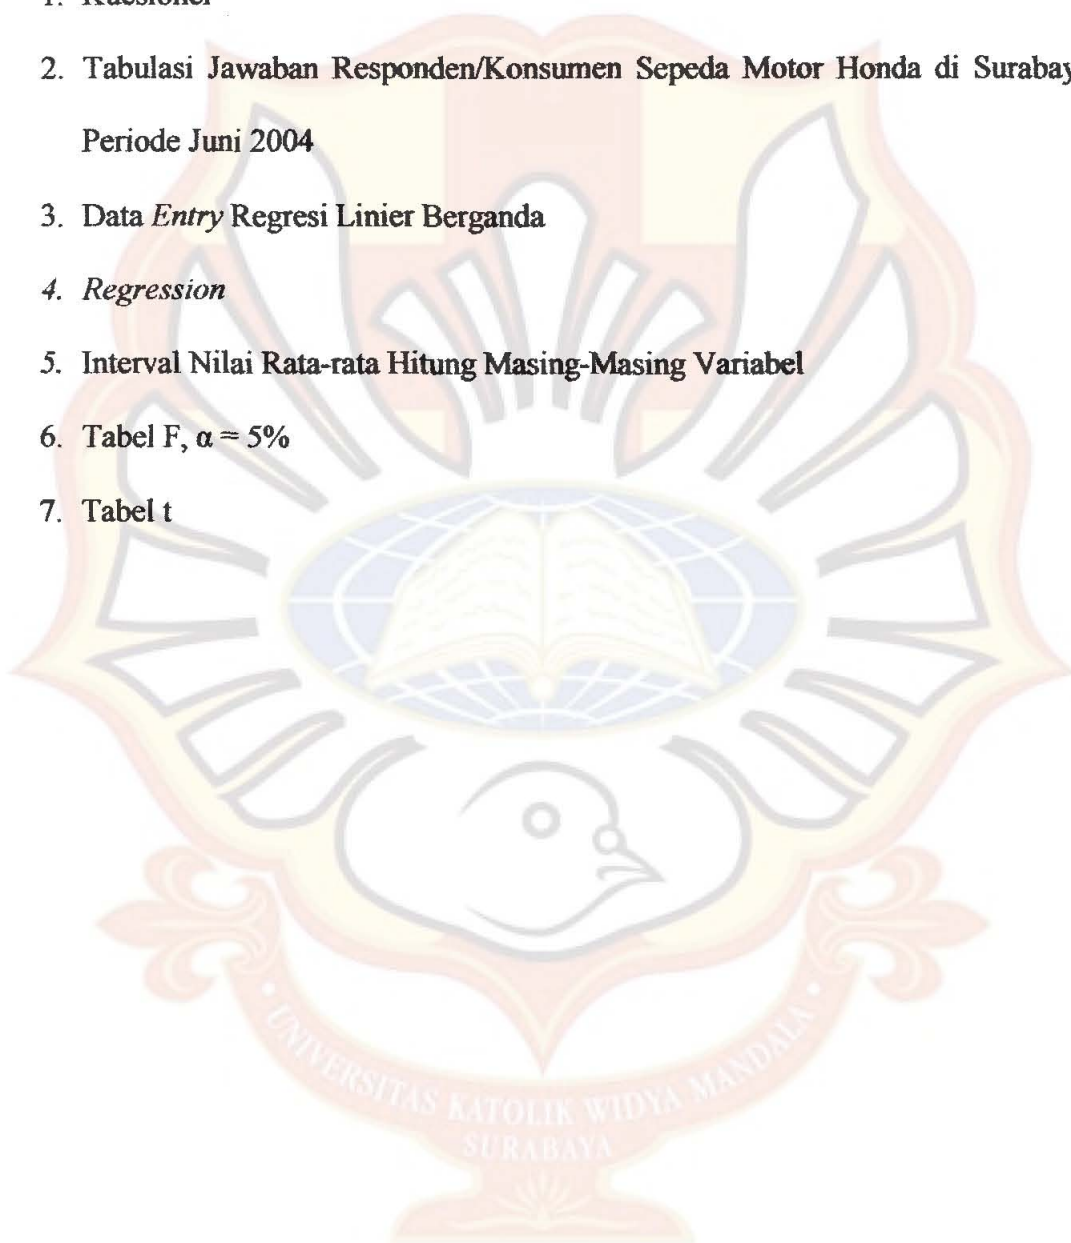 1. Kuesioner
2. Tabulasi Jawaban Responden/Konsumen Sepeda Motor Honda di Surabay
Periode Juni 2004
3. Data Entry Regresi Linier Berganda
4. Regression
5. Interval Nilai Rata-rata Hitung Masing-Masing Variabel
6. Tabel F, α = 5%
7. Tabel t
UNIVERSITAS KATOLIK WIDYA MANDALA
SURABAYA